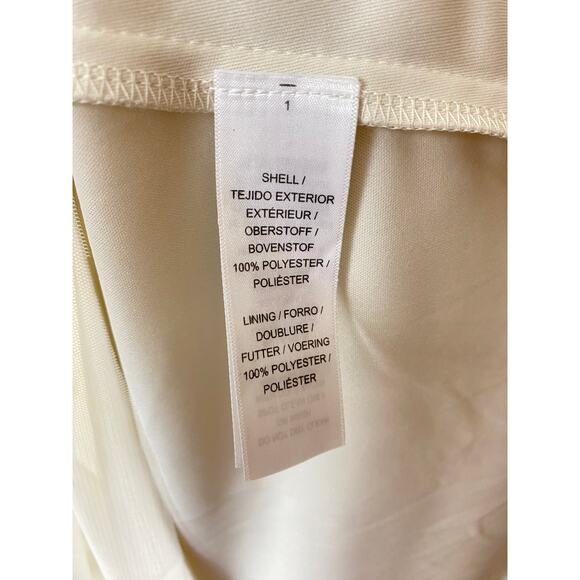 1
SHELL /
TEJIDO EXTERIOR
EXTÉRIEUR /
OBERSTOFF /
BOVENSTOF
100% POLYESTER /
POLIÉSTER
LINING / FORRO /
DOUBLURE /
FUTTER / VOERING
100% POLYESTER /
POLIÉSTER